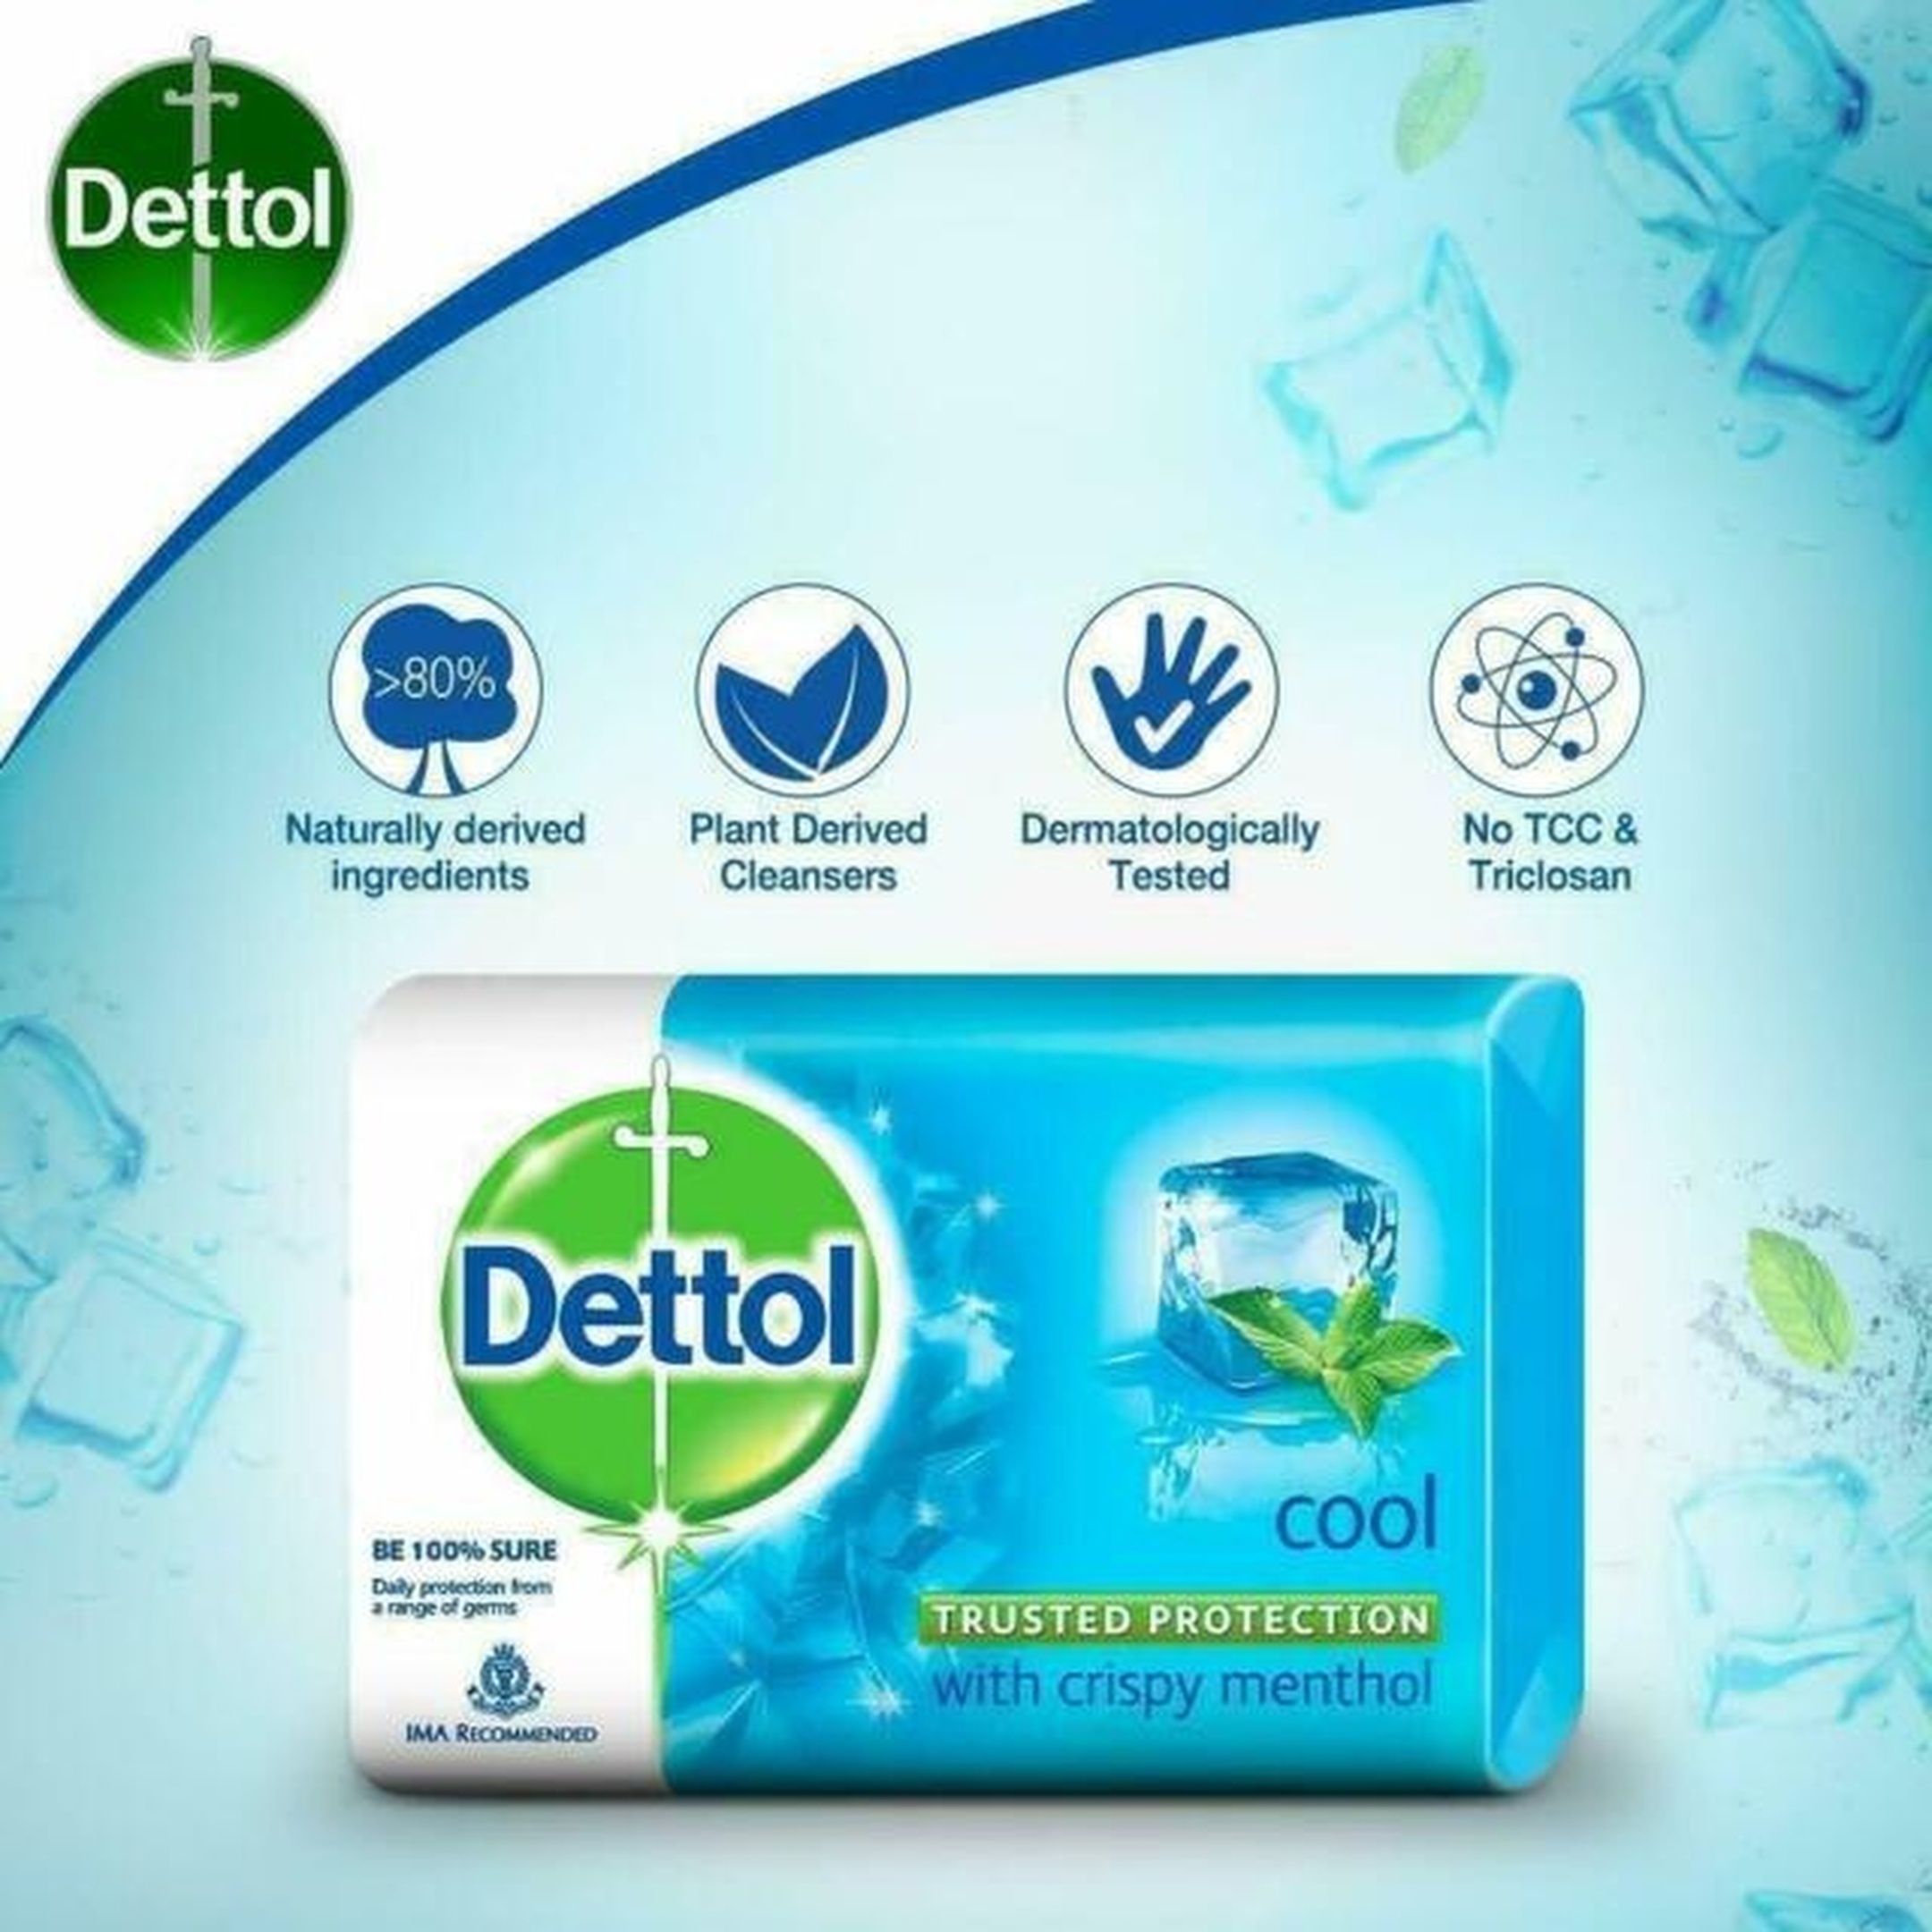 Dettol
>80%
Naturally derived
ingredients
Plant Derived
Cleansers
Dermatologically
Tested
No TCC &
Triclosan
Dettol
BE 100% SURE
Daily protection from
a range of germs
IMA RECOMMENDED
cool
TRUSTED PROTECTION
with crispy menthol